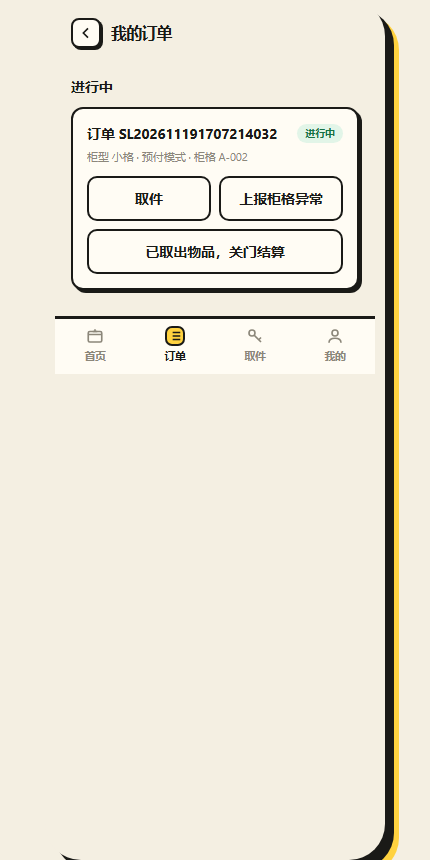 我的订单
进行中
订单 SL202611191707214032 进行中
柜型 小格 · 预付模式 · 柜格 A-002
取件 上报柜格异常
已取出物品，关门结算
首页 订单 取件 我的